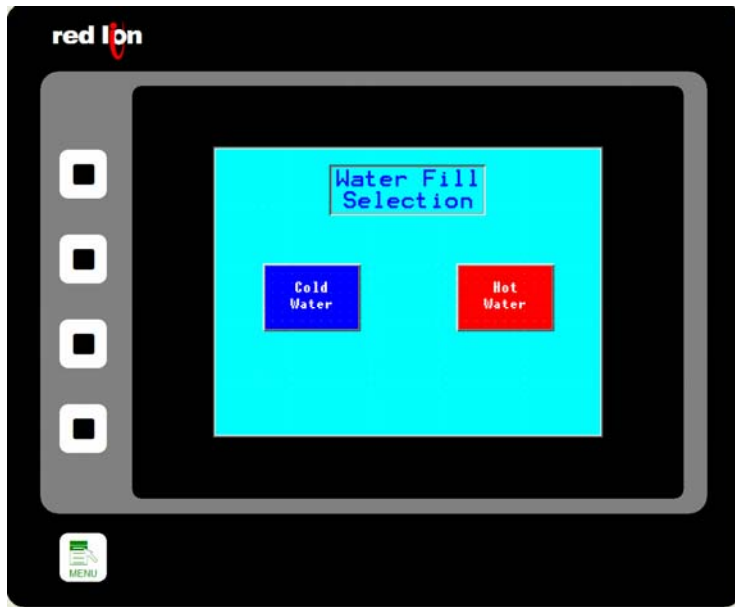 red lion
Water Fill
Selection
Cold
Water
Hot
Water
MENU